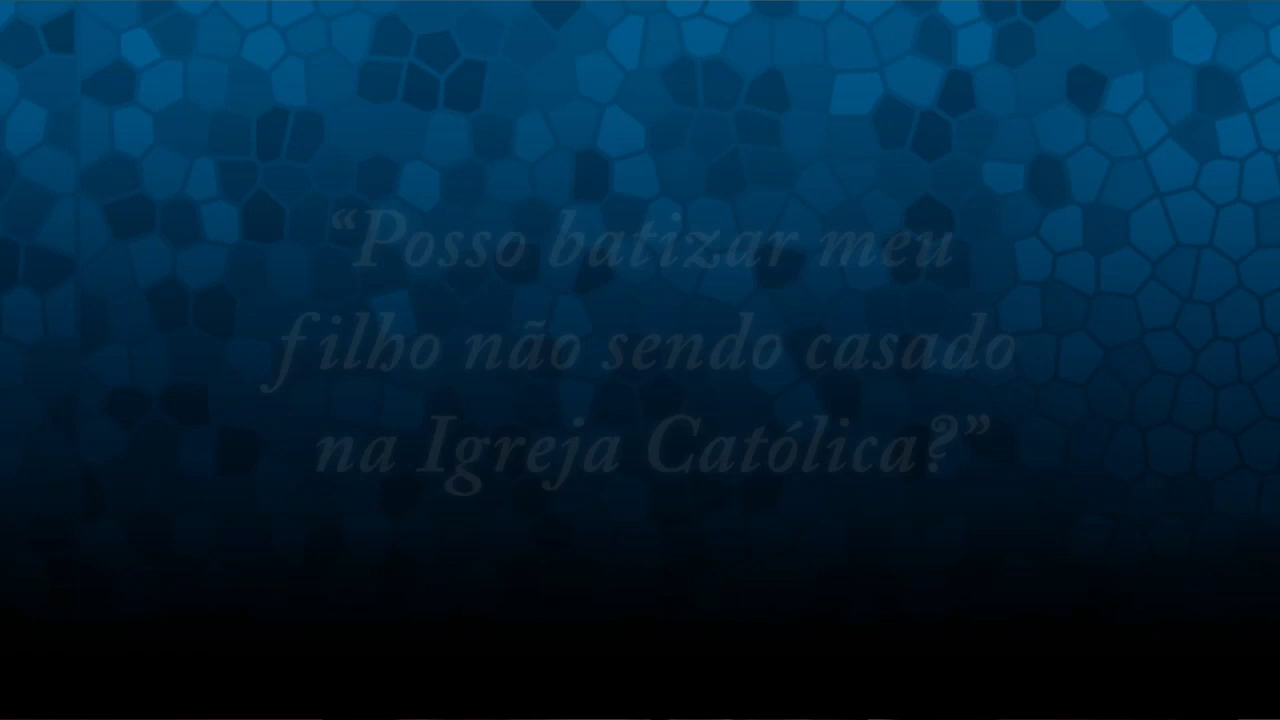 “Posso batizar meu
filho não sendo casado
na Igreja Católica?”